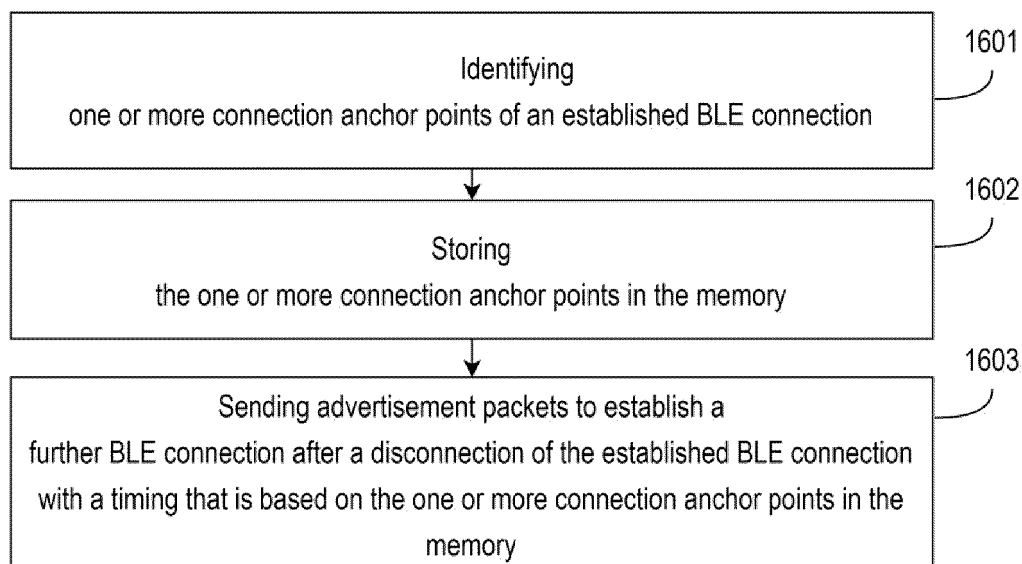 1601
Identifying
one or more connection anchor points of an established BLE connection
1602
Storing
the one or more connection anchor points in the memory
1603
Sending advertisement packets to establish a
further BLE connection after a disconnection of the established BLE connection
with a timing that is based on the one or more connection anchor points in the
memory